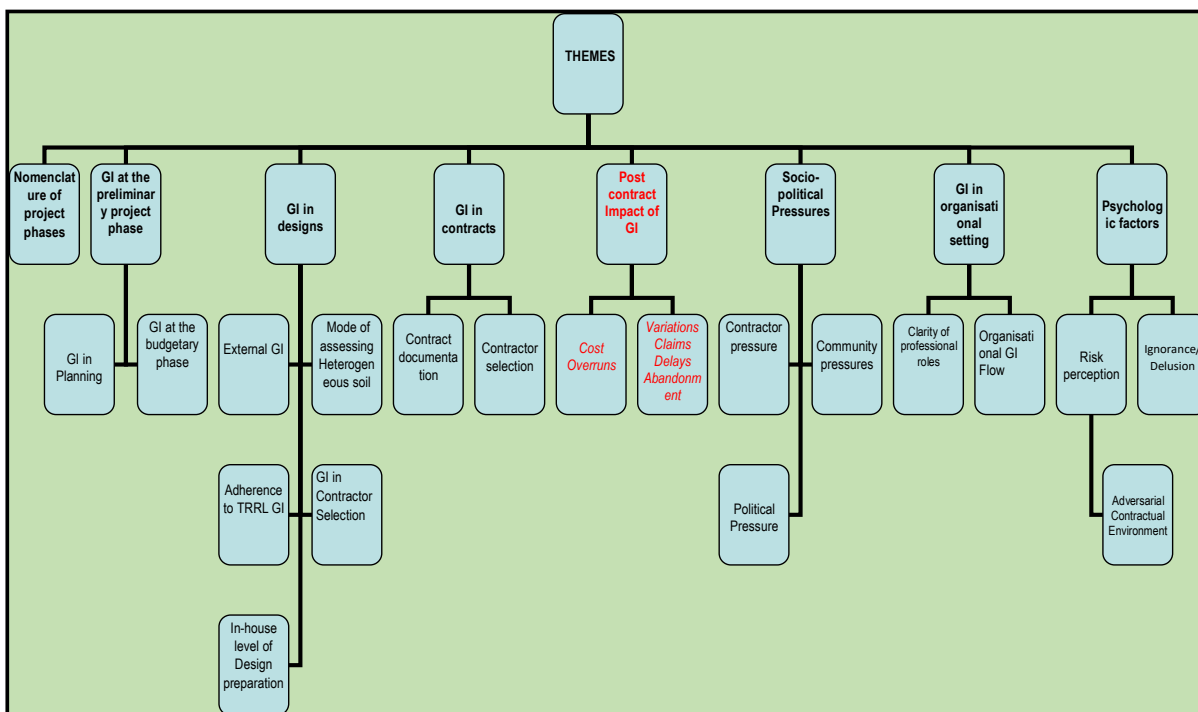 THEMES
Nomenclat
ure of
project
phases
GI at the
preliminar
y project
phase
GI in
designs
GI in
contracts
Post
contract
Impact of
GI
Socio-
political
Pressures
GI in
organisati
onal
setting
Psycholog
ic factors
GI in
Planning
GI at the
budgetary
phase
External GI
Mode of
assessing
Heterogen
eous soil
Contract
documenta
tion
Contractor
selection
Cost
Overruns
Variations
Claims
Delays
Abandonm
ent
Contractor
pressure
Community
pressures
Clarity of
professional
roles
Organisati
onal GI
Flow
Risk
perception
Ignorance/
Delusion
Adherence
to TRRL GI
GI in
Contractor
Selection
Political
Pressure
Adversarial
Contractual
Environment
In-house
level of
Design
preparation